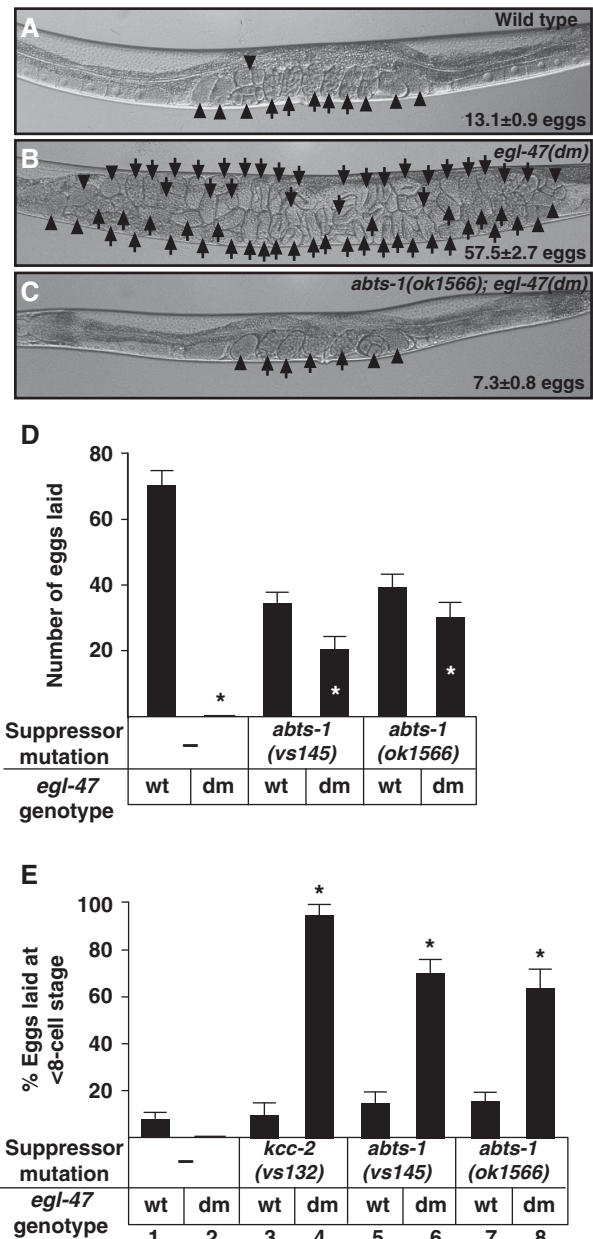 A
Wild type
13.1±0.9 eggs
B
egl-47(dm)
57.5±2.7 eggs
C
abts-1(ok1566); egl-47(dm)
7.3±0.8 eggs
D
80
60
40
20
Number of eggs laid
*
*
*
Suppressor mutation
–
abts-1 (vs145)
abts-1 (ok1566)
egl-47 genotype
wt
dm
wt
dm
wt
dm
E
100
80
60
40
20
% Eggs laid at <8-cell stage
*
*
*
Suppressor mutation
–
kcc-2 (vs132)
abts-1 (vs145)
abts-1 (ok1566)
egl-47 genotype
wt
dm
wt
dm
wt
dm
wt
dm
1
2
3
4
5
6
7
8